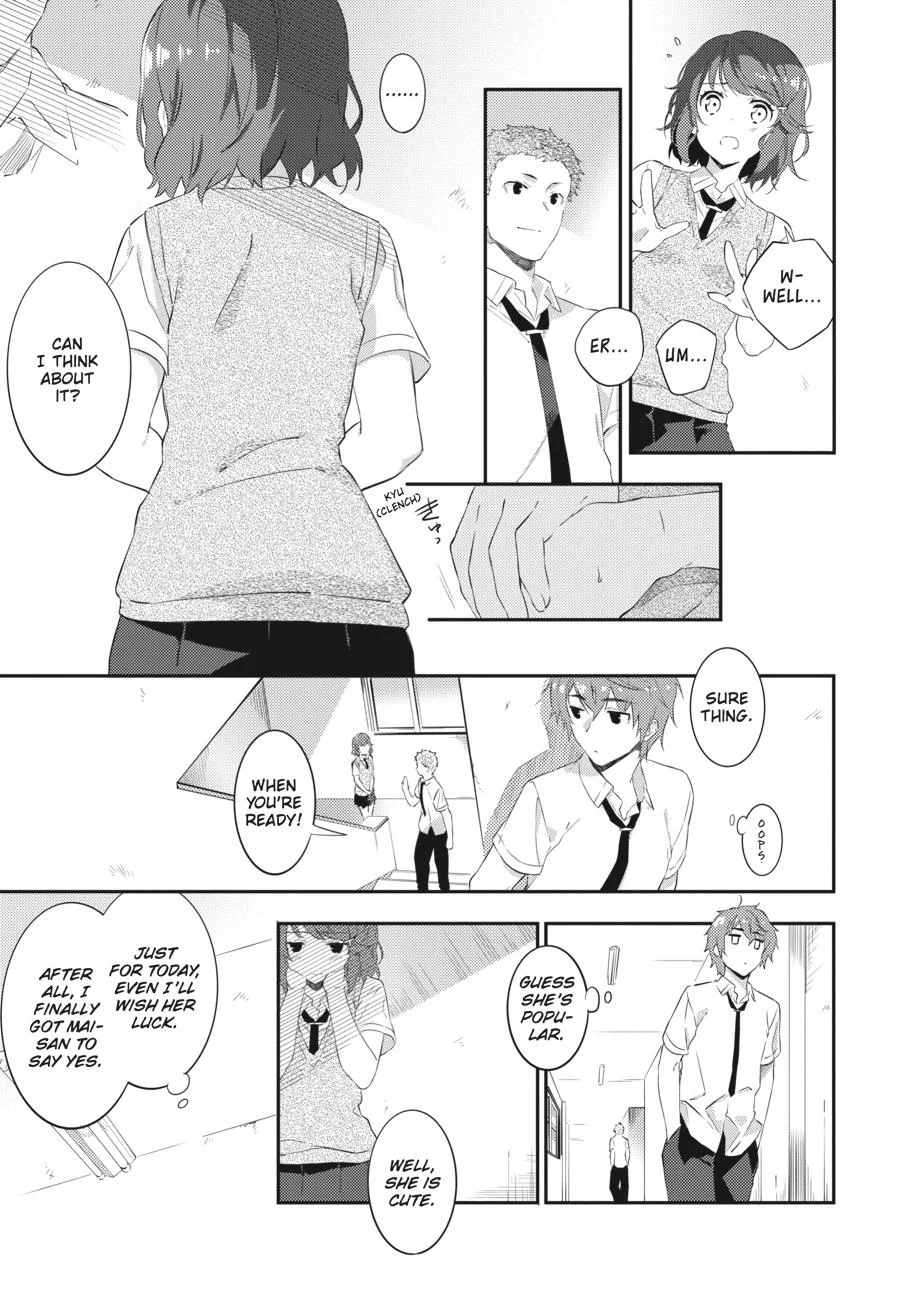 W-
WELL...
UM...
ER...
......
CAN
I THINK
ABOUT
IT?
KYU
(CLENCH)
きゅっ
SURE
THING.
OOPS
WHEN
YOU'RE
READY!
GUESS
SHE'S
POPU-
LAR.
WELL,
SHE IS
CUTE.
JUST
FOR TODAY,
EVEN I'LL
WISH HER
LUCK.
AFTER
ALL, I
FINALLY
GOT MAI-
SAN TO
SAY YES.